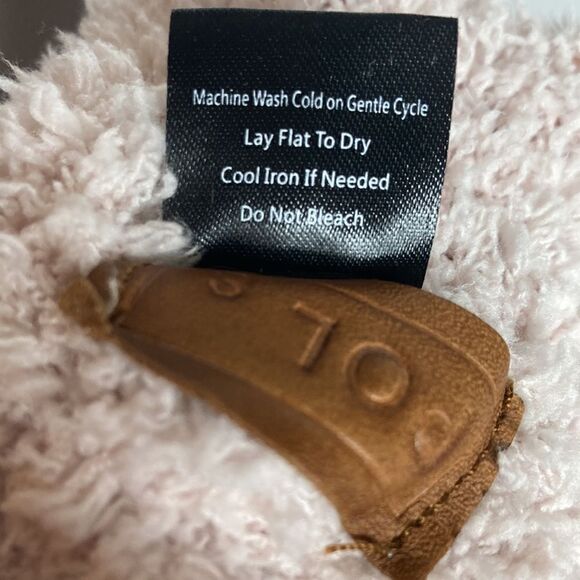 Machine Wash Cold on Gentle Cycle
Lay Flat To Dry
Cool Iron If Needed
Do Not Bleach